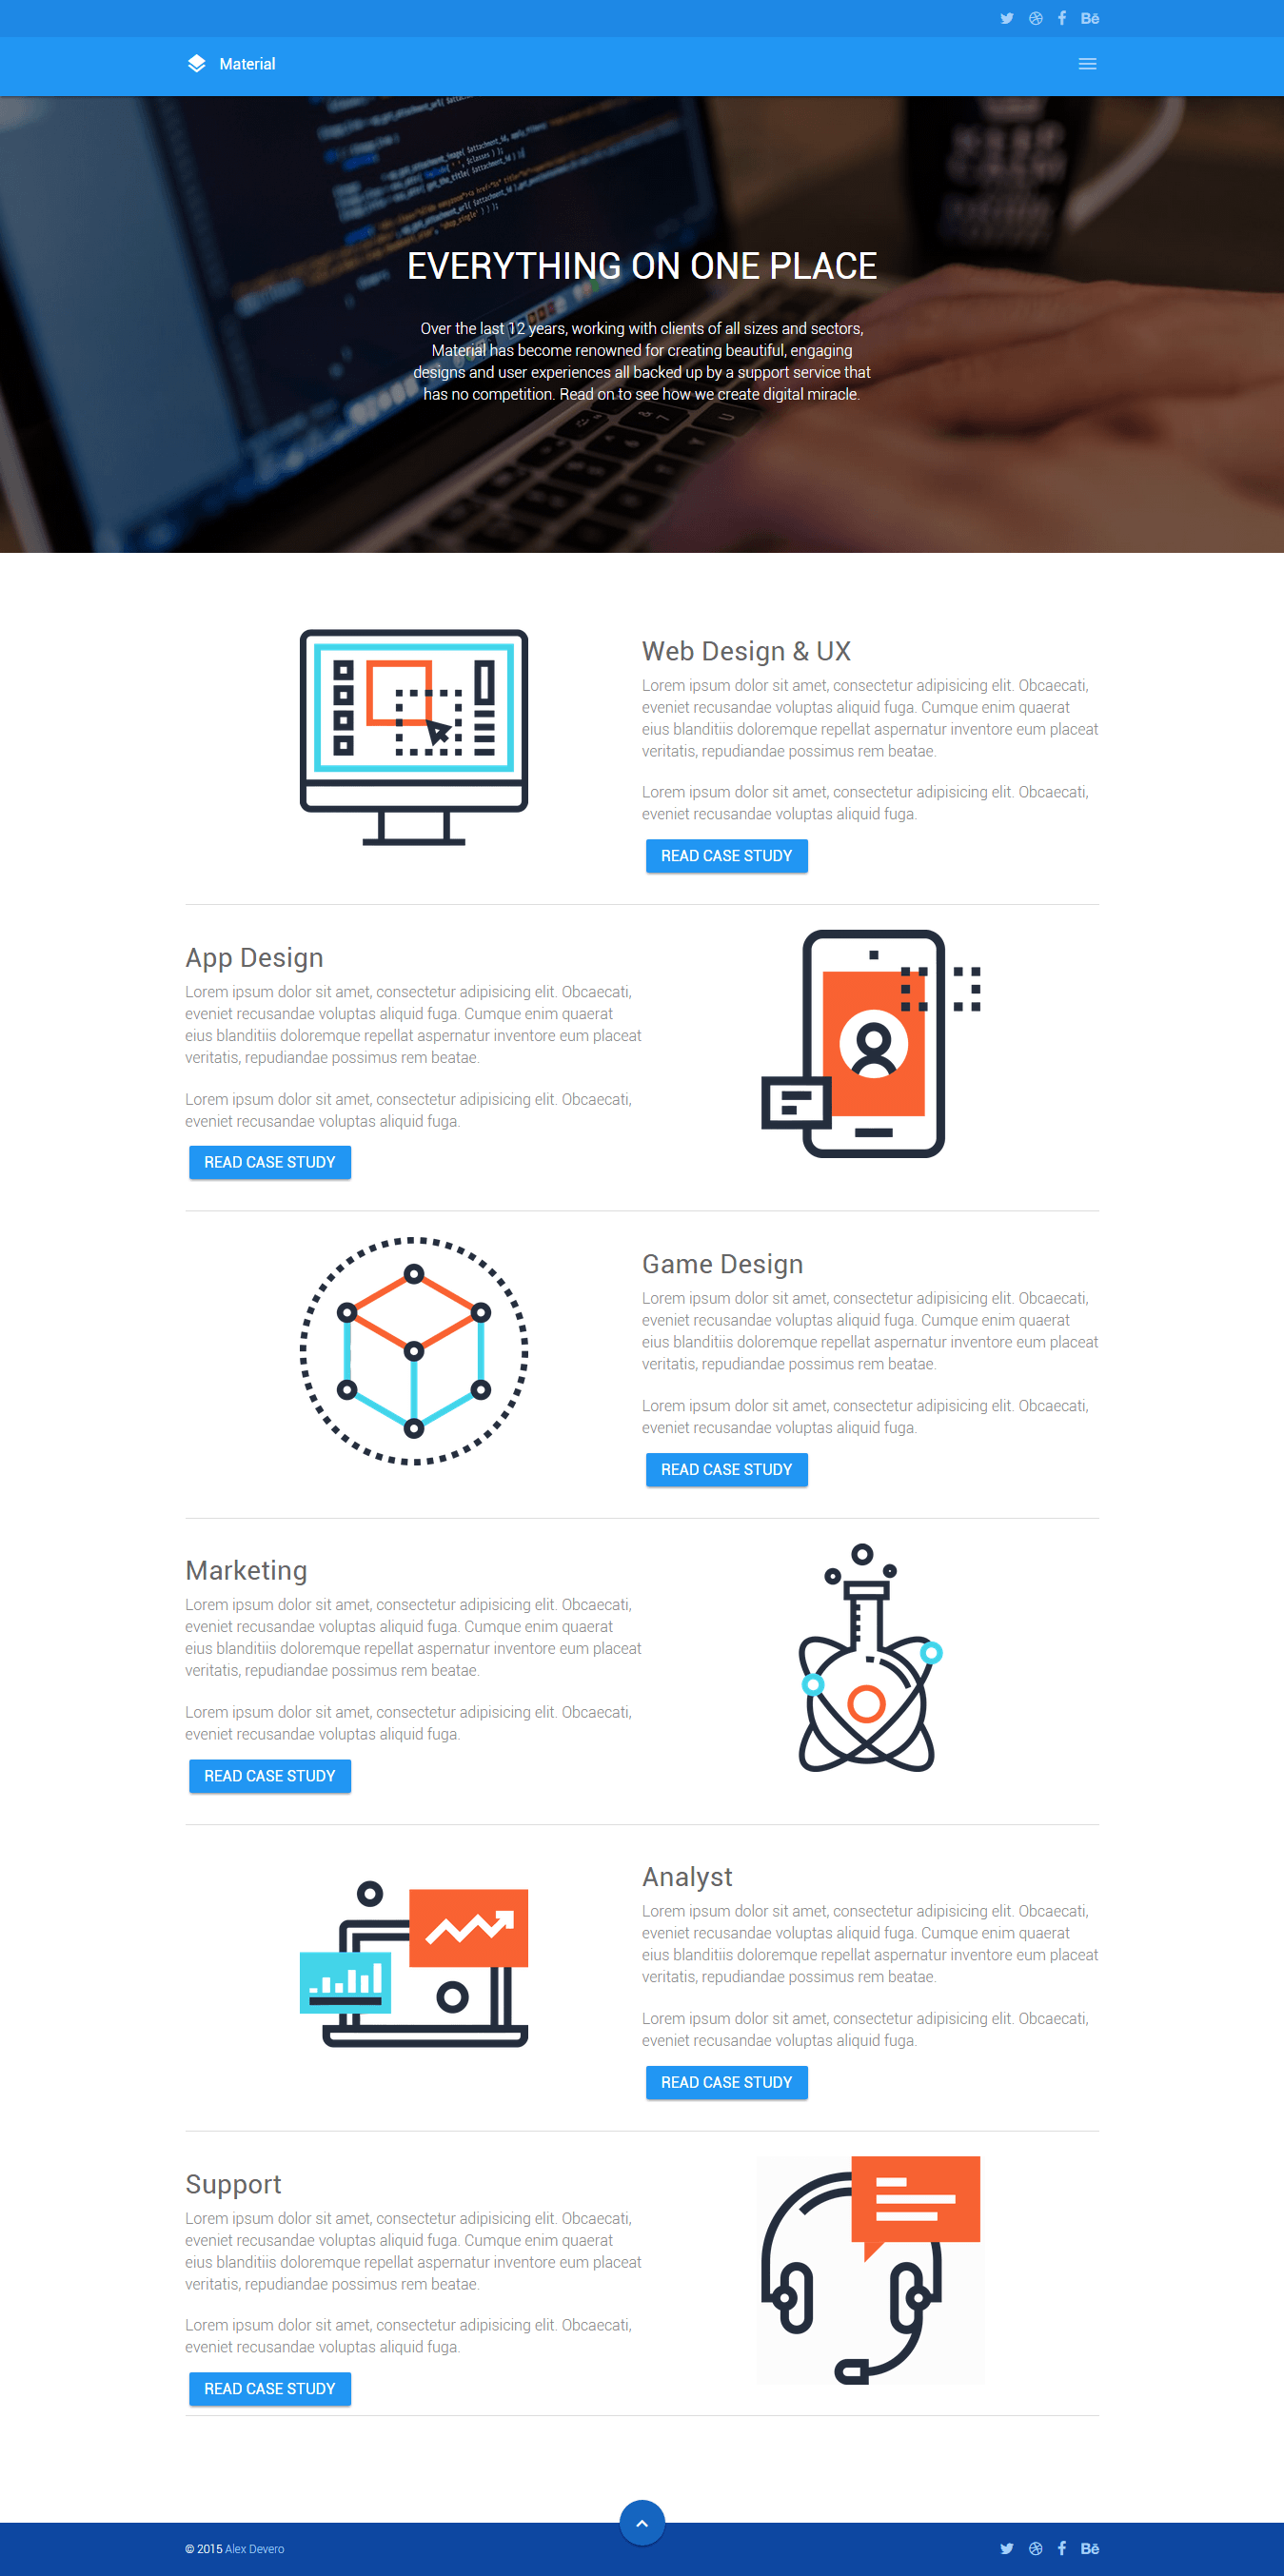 Bē
Material
EVERYTHING ON ONE PLACE
Over the last 12 years, working with clients of all sizes and sectors,
Material has become renowned for creating beautiful, engaging
designs and user experiences all backed up by a support service that
has no competition. Read on to see how we create digital miracle.
Web Design & UX
Lorem ipsum dolor sit amet, consectetur adipisicing elit. Obcaecati,
eveniet recusandae voluptas aliquid fuga. Cumque enim quaerat
eius blanditiis doloremque repellat aspernatur inventore eum placeat
veritatis, repudiandae possimus rem beatae.
Lorem ipsum dolor sit amet, consectetur adipisicing elit. Obcaecati,
eveniet recusandae voluptas aliquid fuga.
READ CASE STUDY
App Design
Lorem ipsum dolor sit amet, consectetur adipisicing elit. Obcaecati,
eveniet recusandae voluptas aliquid fuga. Cumque enim quaerat
eius blanditiis doloremque repellat aspernatur inventore eum placeat
veritatis, repudiandae possimus rem beatae.
Lorem ipsum dolor sit amet, consectetur adipisicing elit. Obcaecati,
eveniet recusandae voluptas aliquid fuga.
READ CASE STUDY
Game Design
Lorem ipsum dolor sit amet, consectetur adipisicing elit. Obcaecati,
eveniet recusandae voluptas aliquid fuga. Cumque enim quaerat
eius blanditiis doloremque repellat aspernatur inventore eum placeat
veritatis, repudiandae possimus rem beatae.
Lorem ipsum dolor sit amet, consectetur adipisicing elit. Obcaecati,
eveniet recusandae voluptas aliquid fuga.
READ CASE STUDY
Marketing
Lorem ipsum dolor sit amet, consectetur adipisicing elit. Obcaecati,
eveniet recusandae voluptas aliquid fuga. Cumque enim quaerat
eius blanditiis doloremque repellat aspernatur inventore eum placeat
veritatis, repudiandae possimus rem beatae.
Lorem ipsum dolor sit amet, consectetur adipisicing elit. Obcaecati,
eveniet recusandae voluptas aliquid fuga.
READ CASE STUDY
Analyst
Lorem ipsum dolor sit amet, consectetur adipisicing elit. Obcaecati,
eveniet recusandae voluptas aliquid fuga. Cumque enim quaerat
eius blanditiis doloremque repellat aspernatur inventore eum placeat
veritatis, repudiandae possimus rem beatae.
Lorem ipsum dolor sit amet, consectetur adipisicing elit. Obcaecati,
eveniet recusandae voluptas aliquid fuga.
READ CASE STUDY
Support
Lorem ipsum dolor sit amet, consectetur adipisicing elit. Obcaecati,
eveniet recusandae voluptas aliquid fuga. Cumque enim quaerat
eius blanditiis doloremque repellat aspernatur inventore eum placeat
veritatis, repudiandae possimus rem beatae.
Lorem ipsum dolor sit amet, consectetur adipisicing elit. Obcaecati,
eveniet recusandae voluptas aliquid fuga.
READ CASE STUDY
© 2015 Alex Devero
Bē